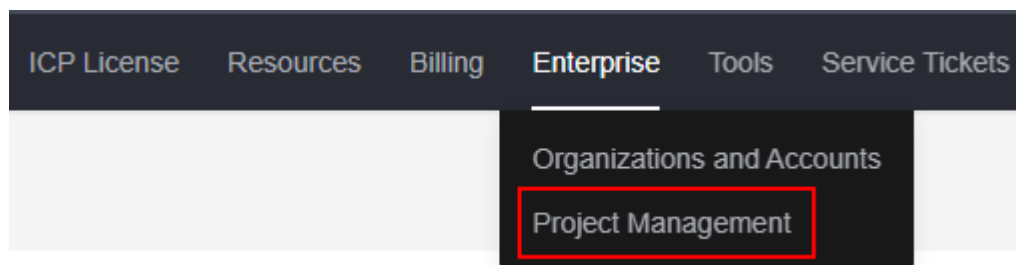 ICP License Resources Billing Enterprise Tools Service Tickets
Organizations and Accounts
Project Management